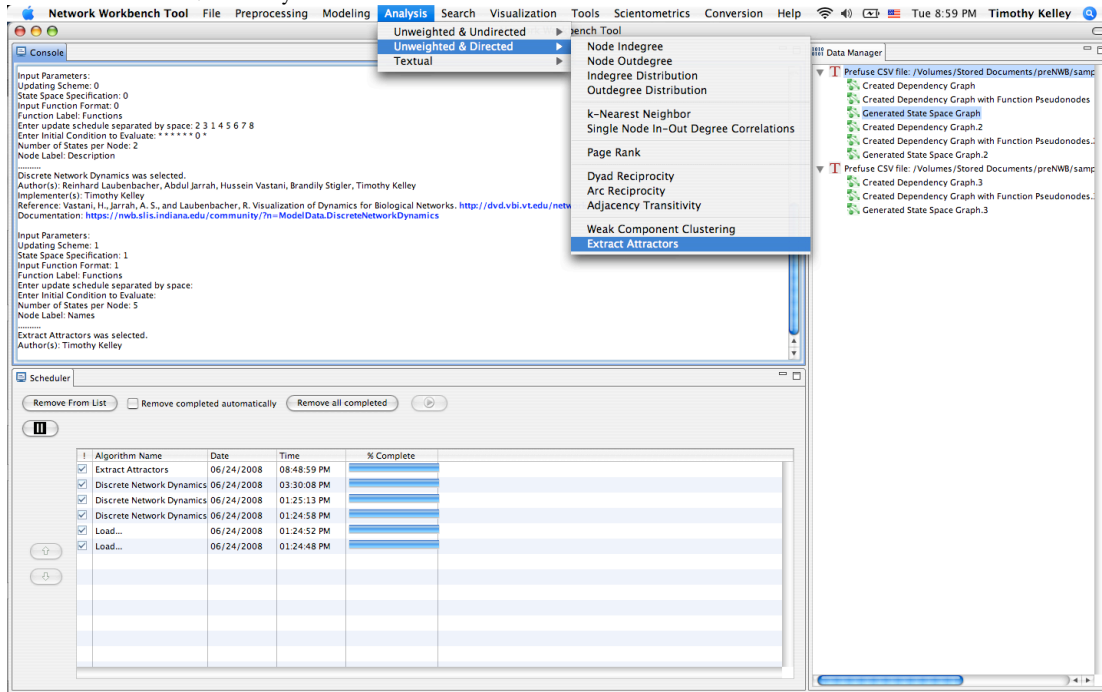 Network Workbench Tool File Preprocessing Modeling Analysis Search Visualization Tools Scientometrics Conversion Help Tue 8:59 PM Timothy Kelley
bench Tool
Unweighted & Undirected
Unweighted & Directed
Textual
Node Indegree
Node Outdegree
Indegree Distribution
Outdegree Distribution
k-Nearest Neighbor
Single Node In-Out Degree Correlations
Page Rank
Dyad Reciprocity
Arc Reciprocity
Adjacency Transitivity
Weak Component Clustering
Extract Attractors
Console
Input Parameters:
Updating Scheme: 0
State Space Specification: 0
Input Function Format: 0
Function Label: Functions
Enter update schedule separated by space: 2 3 1 4 5 6 7 8
Enter Initial Condition to Evaluate: * * * * * * 0 *
Number of States per Node: 2
Node Label: Description
..........
Discrete Network Dynamics was selected.
Author(s): Reinhard Laubenbacher, Abdul Jarrah, Hussein Vastani, Brandily Stigler, Timothy Kelley
Implementer(s): Timothy Kelley
Reference: Vastani, H., Jarrah, A. S., and Laubenbacher, R. Visualization of Dynamics for Biological Networks. http://dvd.vbi.vt.edu/netw
Documentation: https://nwb.slis.indiana.edu/community/?n=ModelData.DiscreteNetworkDynamics
Input Parameters:
Updating Scheme: 1
State Space Specification: 1
Input Function Format: 1
Function Label: Functions
Enter update schedule separated by space:
Enter Initial Condition to Evaluate:
Number of States per Node: 5
Node Label: Names
..........
Extract Attractors was selected.
Author(s): Timothy Kelley
Data Manager
Prefuse CSV file: /Volumes/Stored Documents/preNWB/samp
Created Dependency Graph
Created Dependency Graph with Function Pseudonodes
Generated State Space Graph
Created Dependency Graph.2
Created Dependency Graph with Function Pseudonodes.
Generated State Space Graph.2
Prefuse CSV file: /Volumes/Stored Documents/preNWB/samp
Created Dependency Graph.3
Created Dependency Graph with Function Pseudonodes.
Generated State Space Graph.3
Scheduler
Remove From List Remove completed automatically Remove all completed
! Algorithm Name Date Time % Complete
Extract Attractors 06/24/2008 08:48:59 PM
Discrete Network Dynamics 06/24/2008 03:30:08 PM
Discrete Network Dynamics 06/24/2008 01:25:13 PM
Discrete Network Dynamics 06/24/2008 01:24:58 PM
Load... 06/24/2008 01:24:52 PM
Load... 06/24/2008 01:24:48 PM